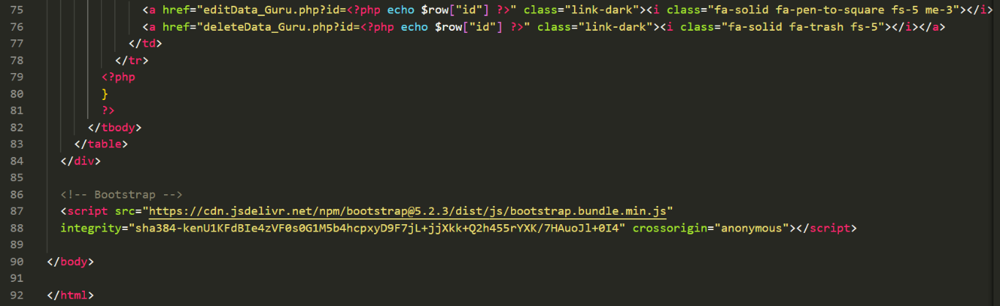 75 <a href="editData_Guru.php?id=<?php echo $row["id"] ?>" class="link-dark"><i class="fa-solid fa-pen-to-square fs-5 me-3"></i>
76 <a href="deleteData_Guru.php?id=<?php echo $row["id"] ?>" class="link-dark"><i class="fa-solid fa-trash fs-5"></i></a>
77 </td>
78 </tr>
79 <?php
80 }
81 ?>
82 </tbody>
83 </table>
84 </div>
85
86 <!-- Bootstrap -->
87 <script src="https://cdn.jsdelivr.net/npm/bootstrap@5.2.3/dist/js/bootstrap.bundle.min.js"
88 integrity="sha384-kenU1KFdBIe4zVF0s0G1M5b4hcpxyD9F7jL+jjXkk+Q2h455rYXK/7HAuoJl+0I4" crossorigin="anonymous"></script>
89
90 </body>
91
92 </html>